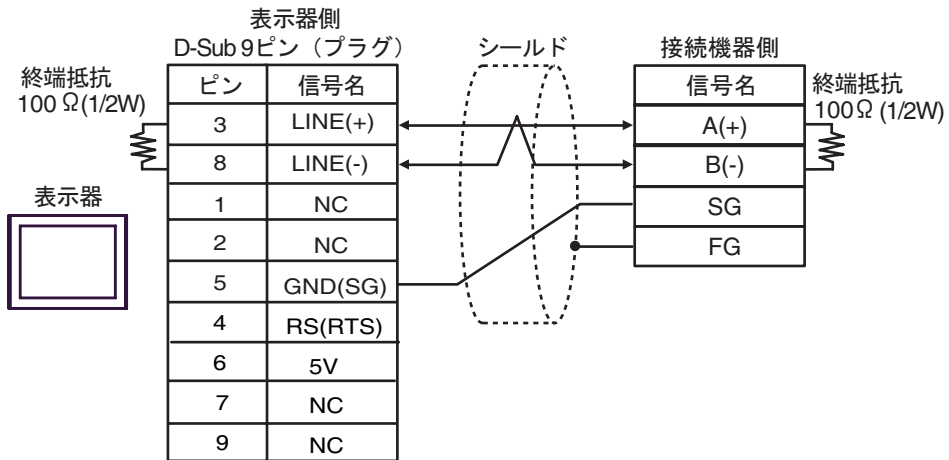 表示器側
D-Sub 9ピン（プラグ）
シールド
接続機器側
終端抵抗
100 Ω(1/2W)
ピン 信号名
3 LINE(+)
8 LINE(-)
1 NC
2 NC
5 GND(SG)
4 RS(RTS)
6 5V
7 NC
9 NC
表示器
信号名
A(+)
B(-)
SG
FG
終端抵抗
100Ω (1/2W)